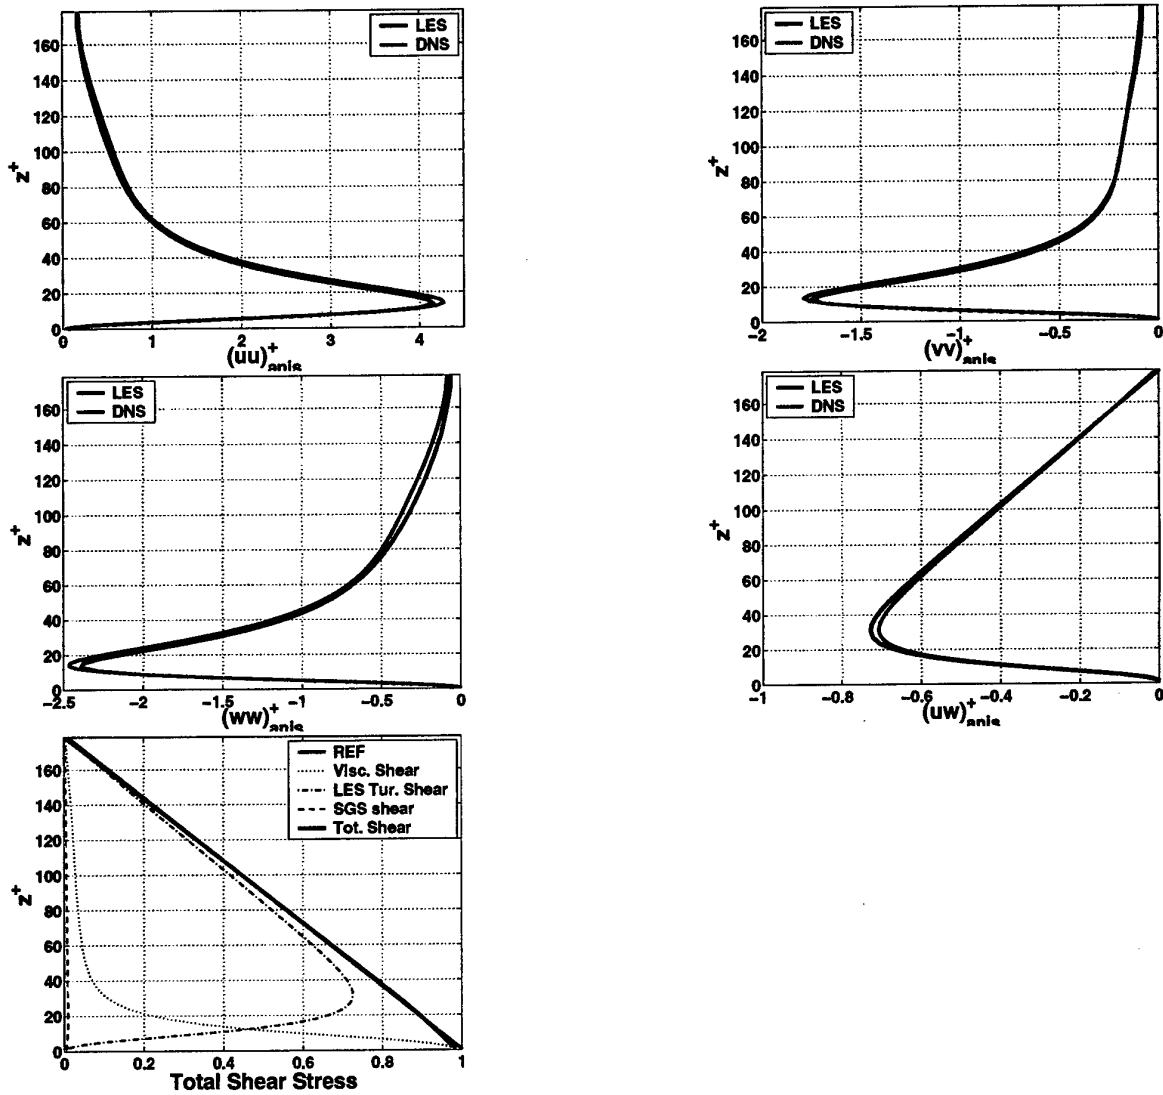 LES
DNS
160
140
120
100
80
60
40
20
0
z+
0 1 2 3 4
(uu)+anis
LES
DNS
160
140
120
100
80
60
40
20
0
z+
−2 −1.5 −1 −0.5 0
(vv)+anis
LES
DNS
160
140
120
100
80
60
40
20
0
z+
−2.5 −2 −1.5 −1 −0.5 0
(ww)+anis
LES
DNS
160
140
120
100
80
60
40
20
0
z+
−1 −0.8 −0.6 −0.4 −0.2 0
(uw)+anis
REF
Visc. Shear
LES Tur. Shear
SGS shear
Tot. Shear
160
140
120
100
80
60
40
20
0
z+
0 0.2 0.4 0.6 0.8 1
Total Shear Stress